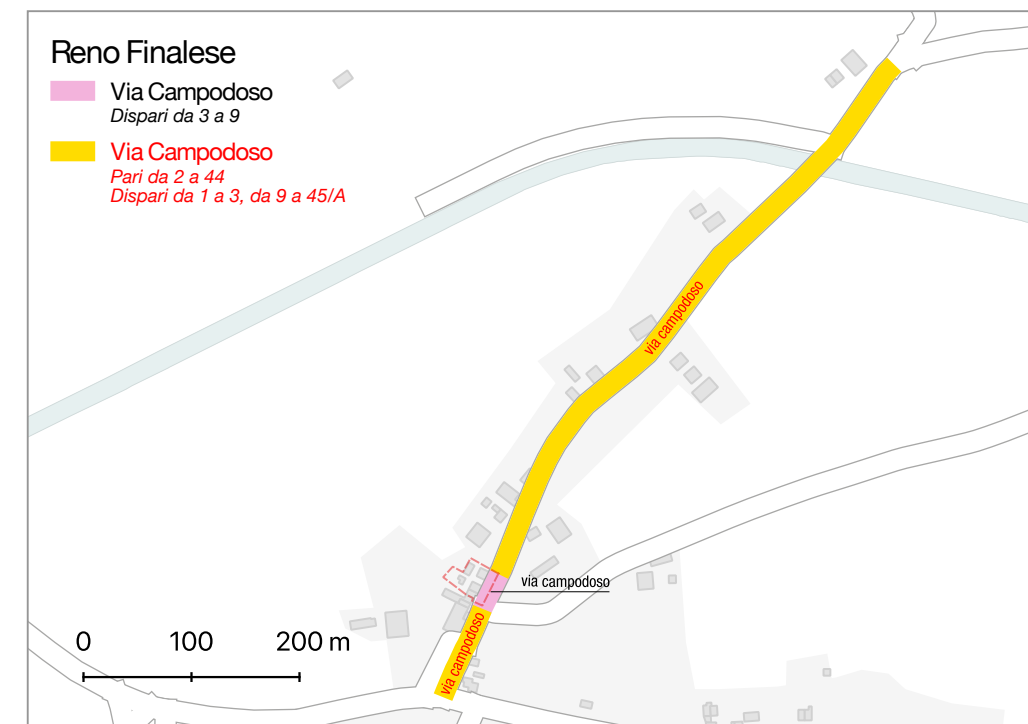 Reno Finalese
Via Campodoso
Dispari da 3 a 9
Via Campodoso
Pari da 2 a 44
Dispari da 1 a 3, da 9 a 45/A
via campodoso
via campodoso
via campodoso
0 100 200 m